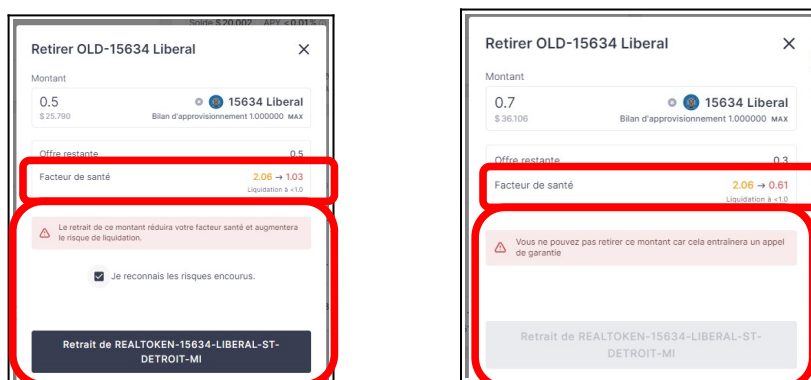 Solde $ 20.002 APY <0.01%
Retirer OLD-15634 Liberal
Montant
0.5
15634 Liberal
$ 25.790
Bilan d'approvisionnement 1.000000 MAX
Offre restante
0.5
Facteur de santé
2.06 → 1.03
Liquidation à <1.0
Le retrait de ce montant réduira votre facteur santé et augmentera
le risque de liquidation.
Je reconnais les risques encourus.
Retrait de REALTOKEN-15634-LIBERAL-ST-
DETROIT-MI
Retirer OLD-15634 Liberal
Montant
0.7
15634 Liberal
$ 36.106
Bilan d'approvisionnement 1.000000 MAX
Offre restante
0.3
Facteur de santé
2.06 → 0.61
Liquidation à <1.0
Vous ne pouvez pas retirer ce montant car cela entraînera un appel
de garantie
Retrait de REALTOKEN-15634-LIBERAL-ST-
DETROIT-MI